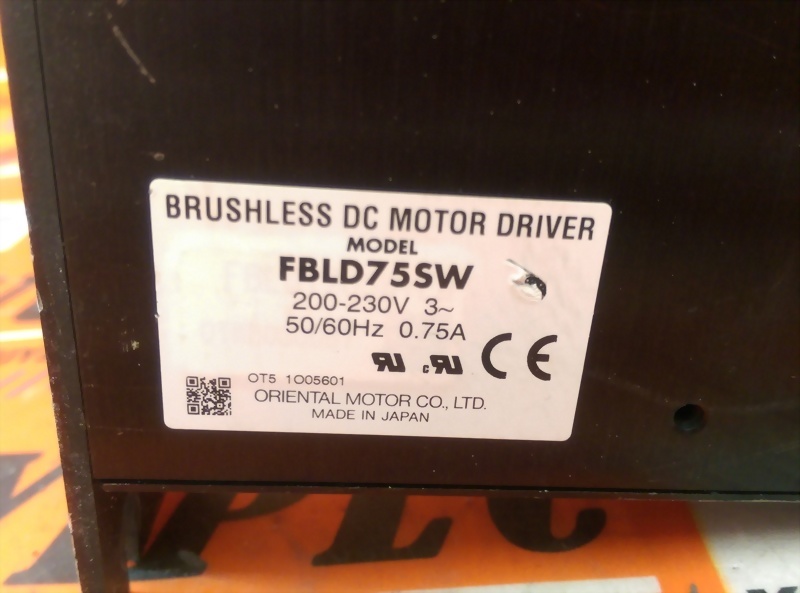 BRUSHLESS DC MOTOR DRIVER
MODEL
FBLD75SW
200-230V 3~
50/60Hz 0.75A
c
CE
OT5 1O05601
ORIENTAL MOTOR CO., LTD.
MADE IN JAPAN
PLC